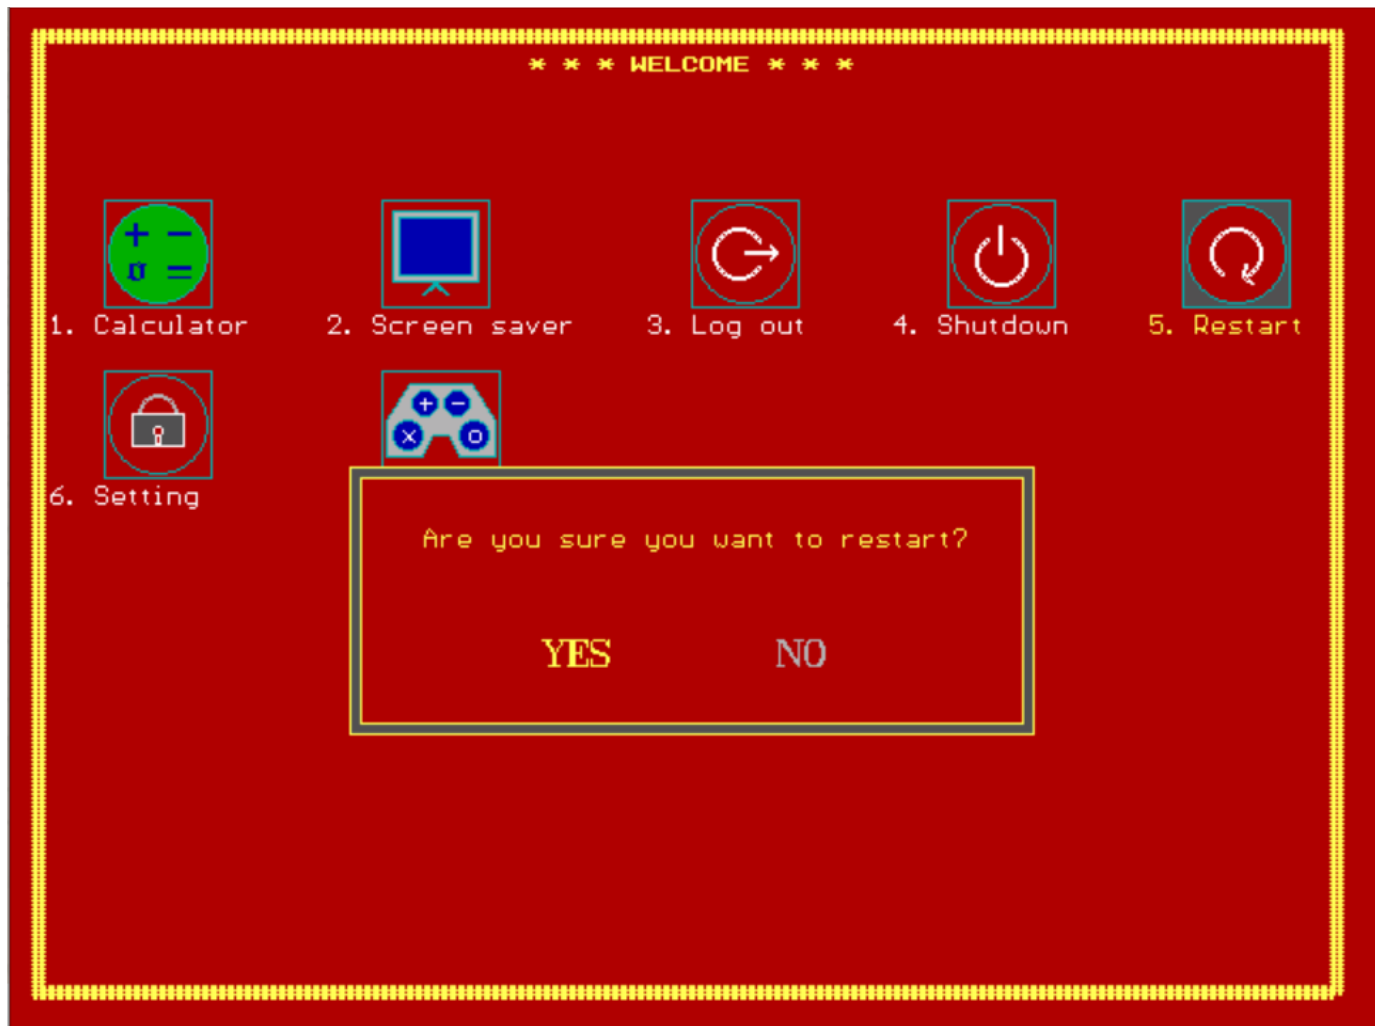 * * * WELCOME * * *
1. Calculator 2. Screen saver 3. Log out 4. Shutdown 5. Restart
6. Setting
Are you sure you want to restart?
YES NO